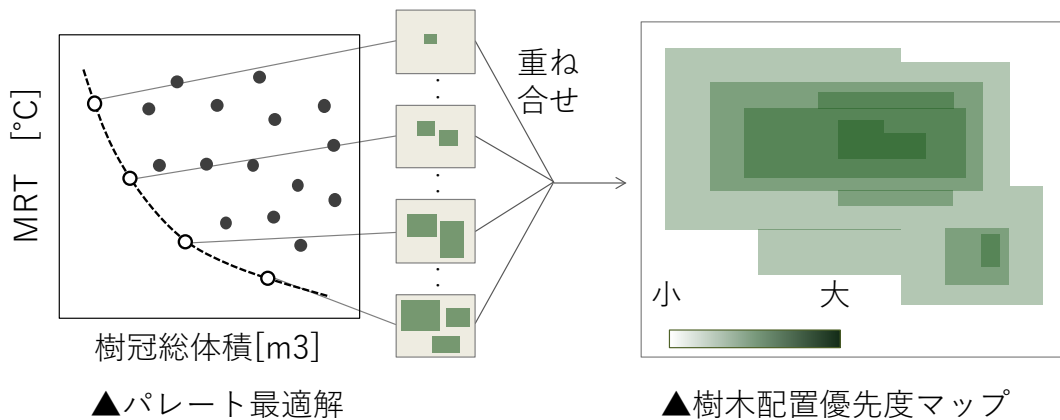 MRT [°C]
樹冠総体積[m3]
▲パレート最適解
重ね
合せ
小 大
▲樹木配置優先度マップ